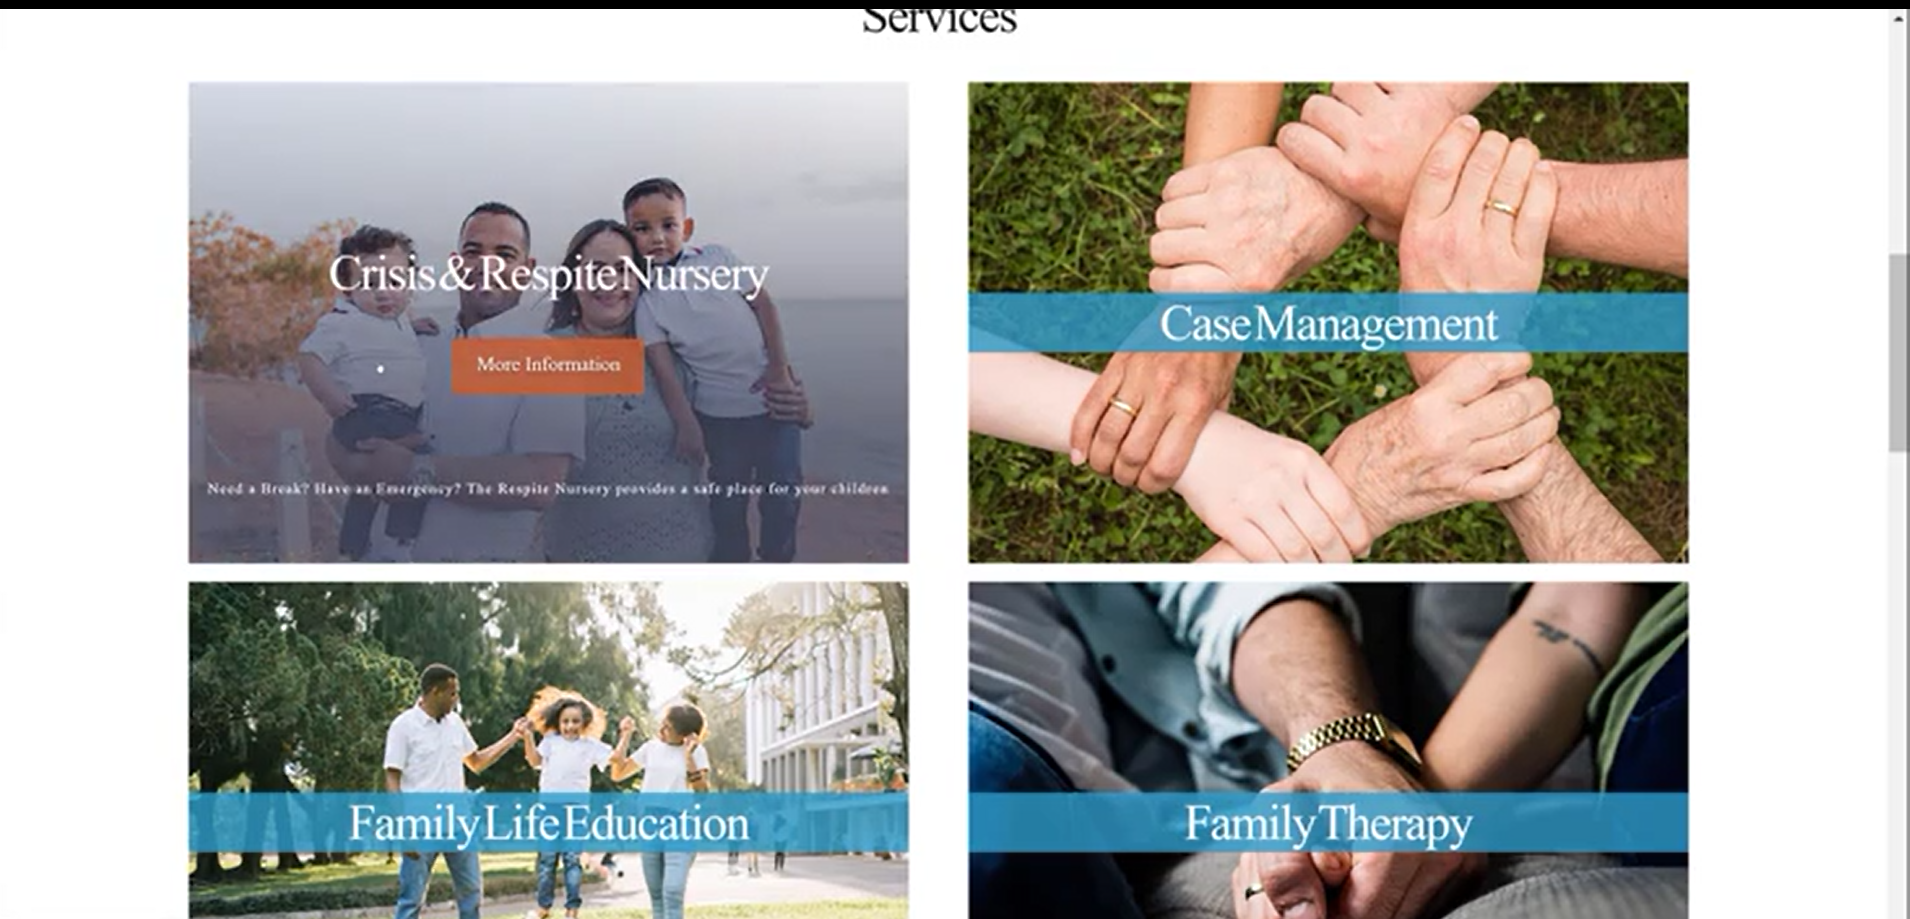 Services
Crisis & Respite Nursery
More Information
Need a Break? Have an Emergency? The Respite Nursery provides a safe place for your children
Case Management
Family Life Education
Family Therapy